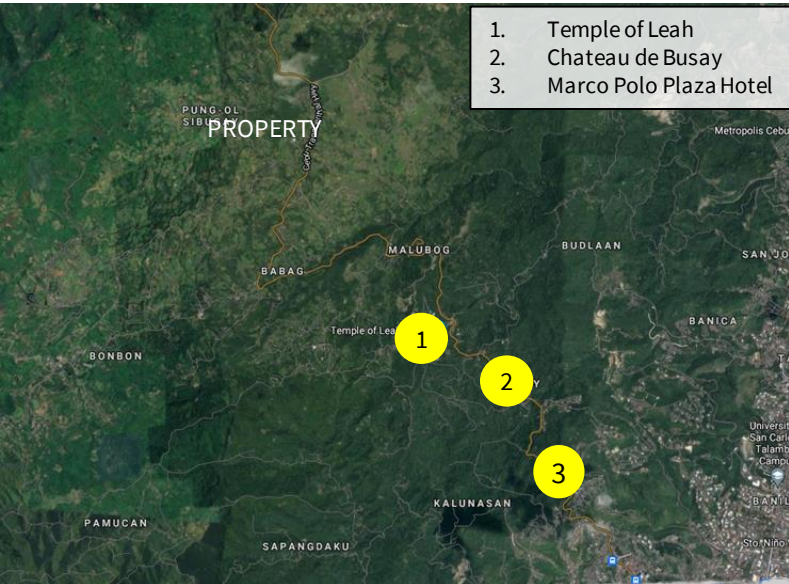 1. Temple of Leah
2. Chateau de Busay
3. Marco Polo Plaza Hotel
PUNG-OL
SIBUGAY
PROPERTY
Metropolis Cebu
MALUBOG
BUDLAAN
SAN JO
BABAG
BANICA
Temple of Lea
1
BONBON
2
Y
Universit
San Carl
Talamb
Campu
3
KALUNASAN
BANIL
PAMUCAN
SAPANGDAKU
Sto. Niño